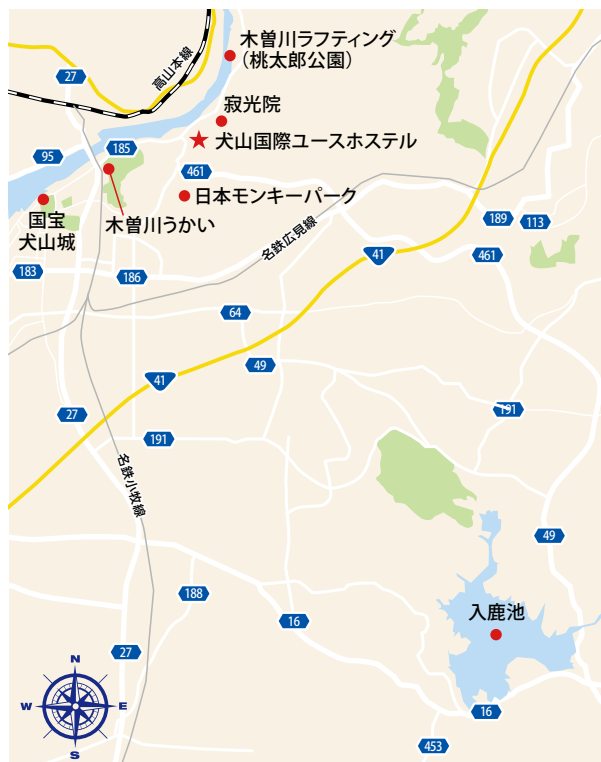 木曽川ラフティング
（桃太郎公園）
高山本線
27
寂光院
犬山国際ユースホステル
185
95
461
日本モンキーパーク
国宝
犬山城
木曽川うかい
189
113
名鉄広見線
41
461
183
186
64
49
41
27
191
191
名鉄小牧線
49
188
入鹿池
16
27
N
W
E
S
16
453